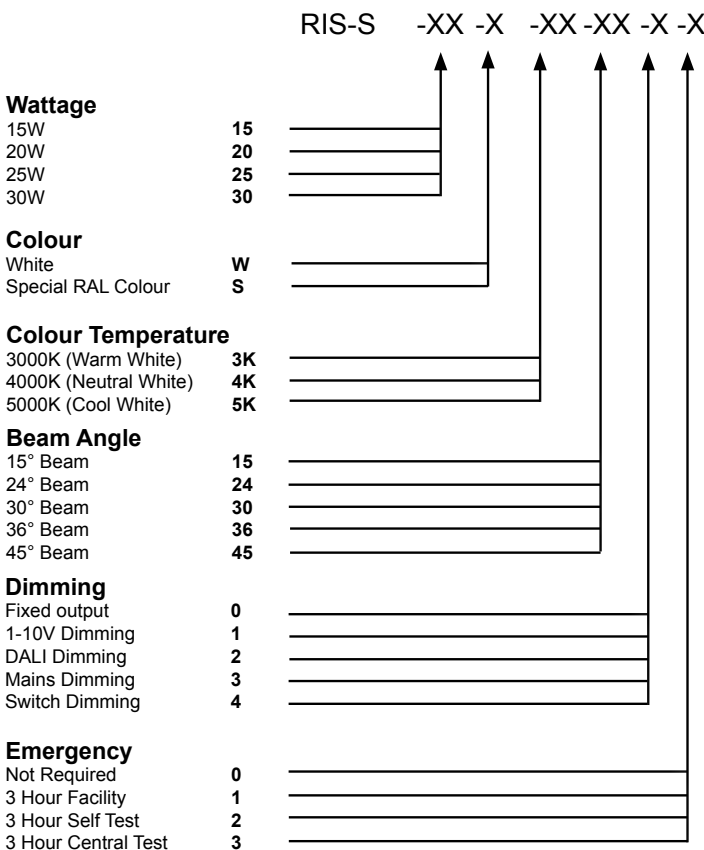 RIS-S -XX -X -XX -XX -X -X
Wattage
15W 15
20W 20
25W 25
30W 30
Colour
White W
Special RAL Colour S
Colour Temperature
3000K (Warm White) 3K
4000K (Neutral White) 4K
5000K (Cool White) 5K
Beam Angle
15° Beam 15
24° Beam 24
30° Beam 30
36° Beam 36
45° Beam 45
Dimming
Fixed output 0
1-10V Dimming 1
DALI Dimming 2
Mains Dimming 3
Switch Dimming 4
Emergency
Not Required 0
3 Hour Facility 1
3 Hour Self Test 2
3 Hour Central Test 3